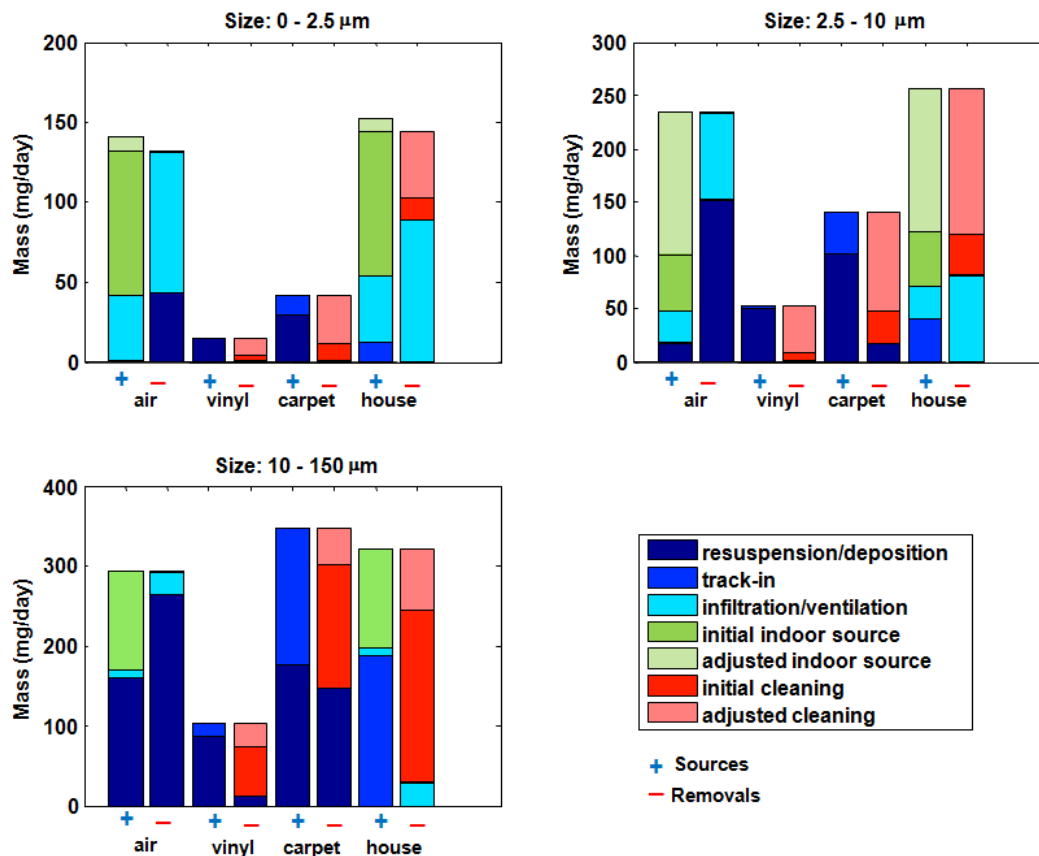 Size: 0 - 2.5 μm
Mass (mg/day)
200
150
100
50
0
+ − + − + − + −
air vinyl carpet house
Size: 2.5 - 10 μm
Mass (mg/day)
300
250
200
150
100
50
0
+ − + − + − + −
air vinyl carpet house
Size: 10 - 150 μm
Mass (mg/day)
400
300
200
100
0
+ − + − + − + −
air vinyl carpet house
resuspension/deposition
track-in
infiltration/ventilation
initial indoor source
adjusted indoor source
initial cleaning
adjusted cleaning
+ Sources
− Removals